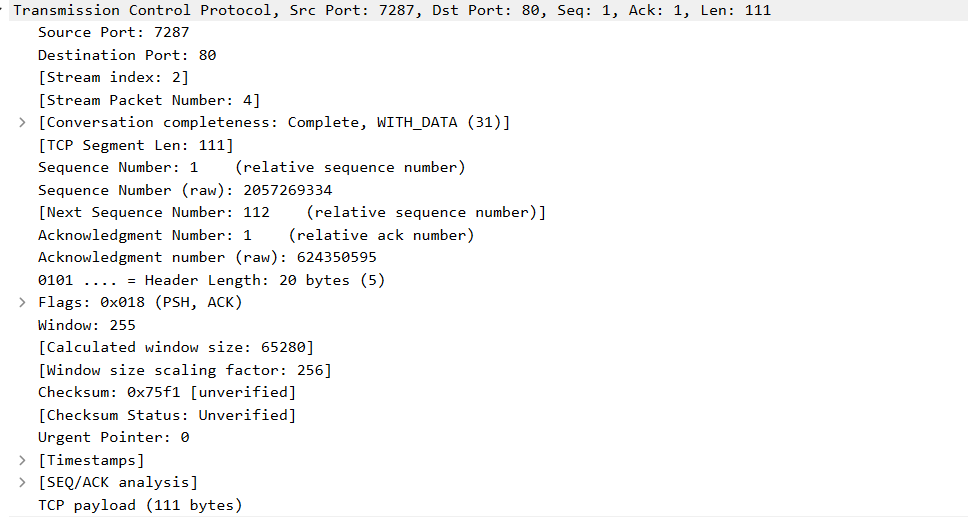 Transmission Control Protocol, Src Port: 7287, Dst Port: 80, Seq: 1, Ack: 1, Len: 111
Source Port: 7287
Destination Port: 80
[Stream index: 2]
[Stream Packet Number: 4]
[Conversation completeness: Complete, WITH_DATA (31)]
[TCP Segment Len: 111]
Sequence Number: 1    (relative sequence number)
Sequence Number (raw): 2057269334
[Next Sequence Number: 112    (relative sequence number)]
Acknowledgment Number: 1    (relative ack number)
Acknowledgment number (raw): 624350595
0101 .... = Header Length: 20 bytes (5)
Flags: 0x018 (PSH, ACK)
Window: 255
[Calculated window size: 65280]
[Window size scaling factor: 256]
Checksum: 0x75f1 [unverified]
[Checksum Status: Unverified]
Urgent Pointer: 0
[Timestamps]
[SEQ/ACK analysis]
TCP payload (111 bytes)